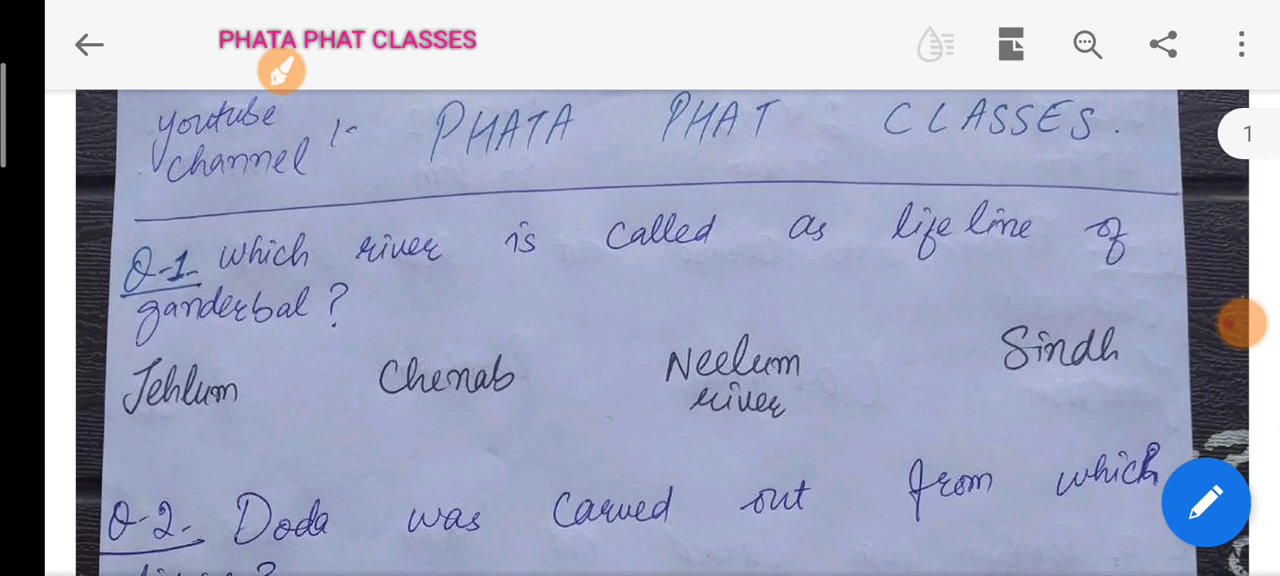 PHATA PHAT CLASSES
1
youtube channel :- PHATA PHAT CLASSES.
Q-1- which river is called as life line of
ganderbal ?
Jehlum Chenab Neelum river Sindh
Q-2- Doda was carved out from which